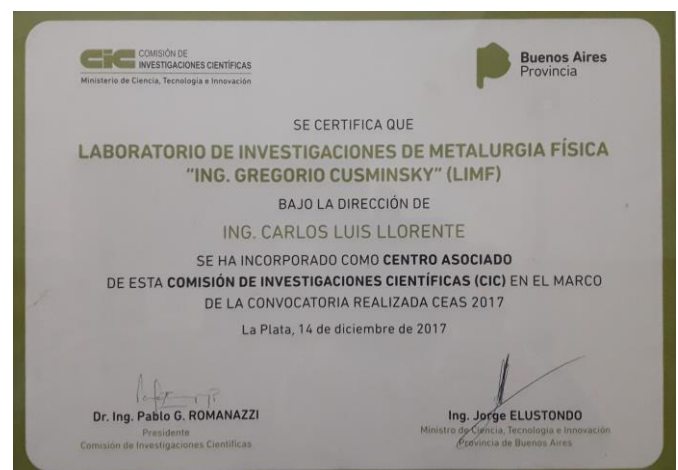 CIC COMISIÓN DE
INVESTIGACIONES CIENTÍFICAS
Ministerio de Ciencia, Tecnología e Innovación
Buenos Aires
Provincia
SE CERTIFICA QUE
LABORATORIO DE INVESTIGACIONES DE METALURGIA FÍSICA
"ING. GREGORIO CUSMINSKY" (LIMF)
BAJO LA DIRECCIÓN DE
ING. CARLOS LUIS LLORENTE
SE HA INCORPORADO COMO CENTRO ASOCIADO
DE ESTA COMISIÓN DE INVESTIGACIONES CIENTÍFICAS (CIC) EN EL MARCO
DE LA CONVOCATORIA REALIZADA CEAS 2017
La Plata, 14 de diciembre de 2017
Dr. Ing. Pablo G. ROMANAZZI
Presidente
Comisión de Investigaciones Científicas
Ing. Jorge ELUSTONDO
Ministro de Ciencia, Tecnología e Innovación
Provincia de Buenos Aires